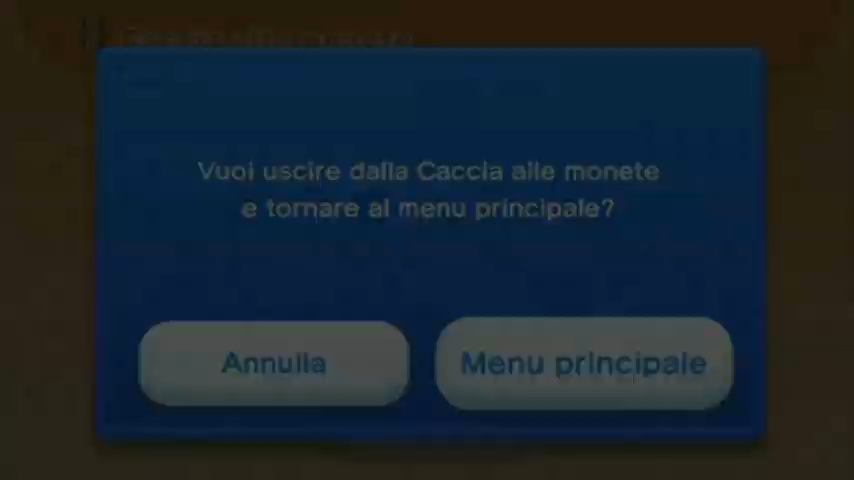 Vuoi uscire dalla Caccia alle monete
e tornare al menu principale?
Annulla
Menu principale